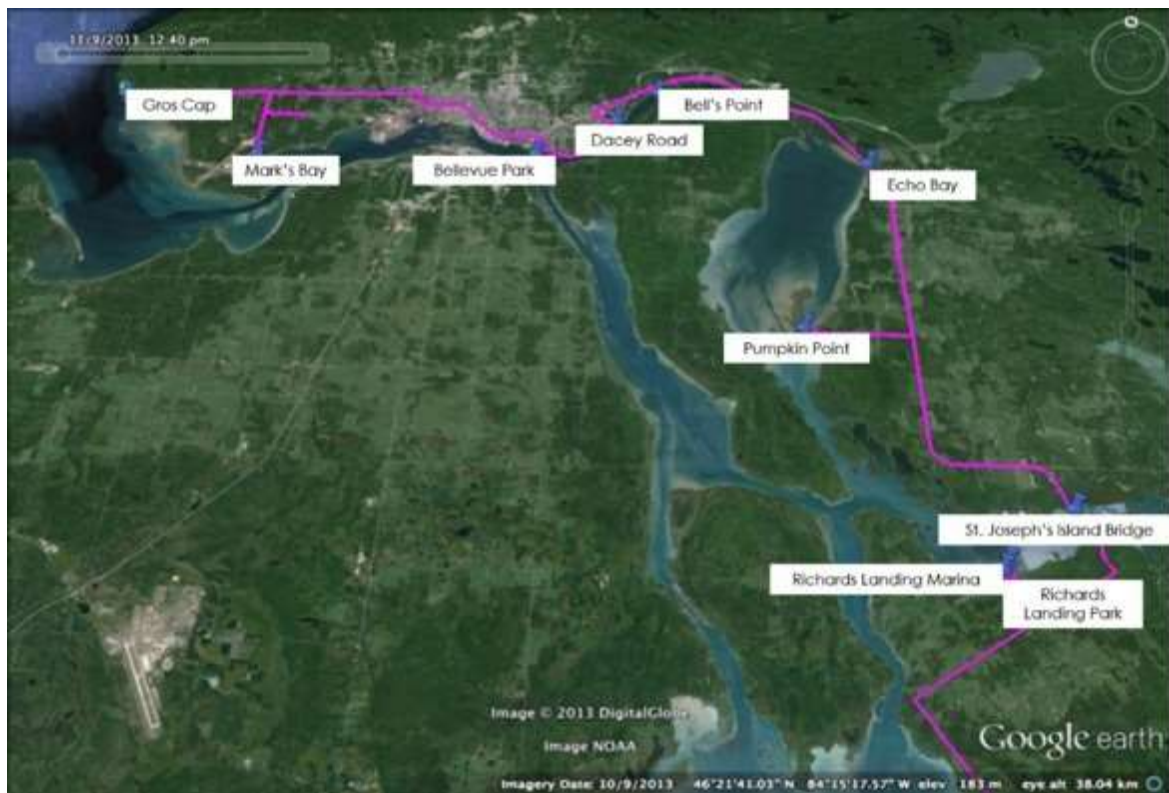 11/9/2013 12:40 pm
Gros Cap
Bell's Point
Dacey Road
Mark's Bay
Bellevue Park
Echo Bay
Pumpkin Point
St. Joseph's Island Bridge
Richards Landing Marina
Richards
Landing Park
Image © 2013 DigitalGlobe
Image NOAA
Google earth
Imagery Date: 10/9/2013 46°21'41.03" N 84°15'17.57" W elev 183 m eye alt 38.04 km